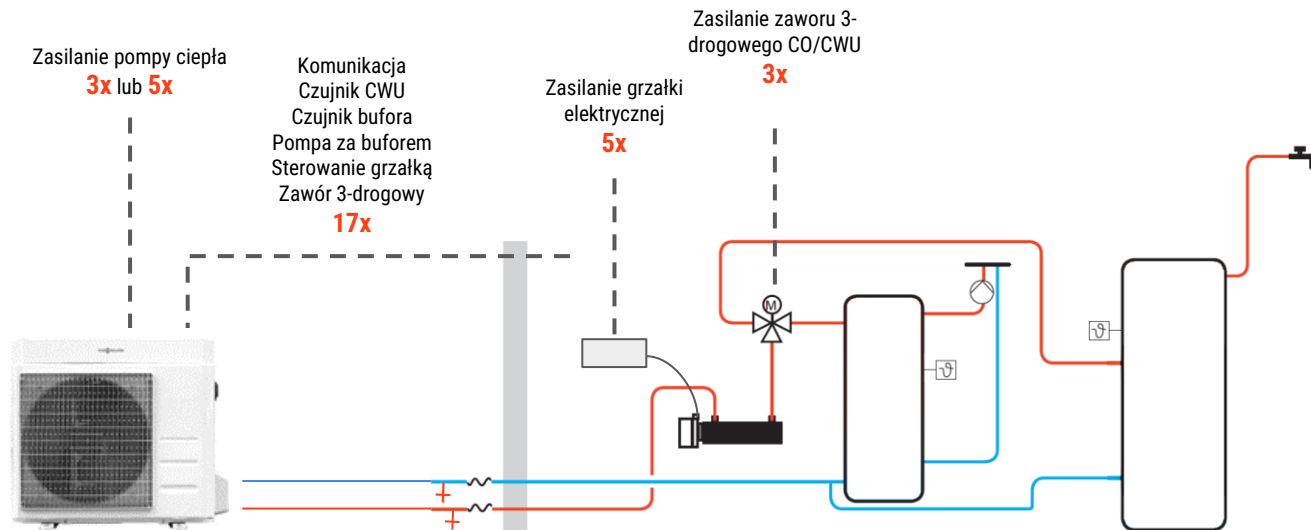 Zasilanie pompy ciepła
3x lub 5x
Komunikacja
Czujnik CWU
Czujnik bufora
Pompa za buforem
Sterowanie grzałką
Zawór 3-drogowy
17x
Zasilanie grzałki
elektrycznej
5x
Zasilanie zaworu 3-
drogowego CO/CWU
3x
M
ϑ
ϑ